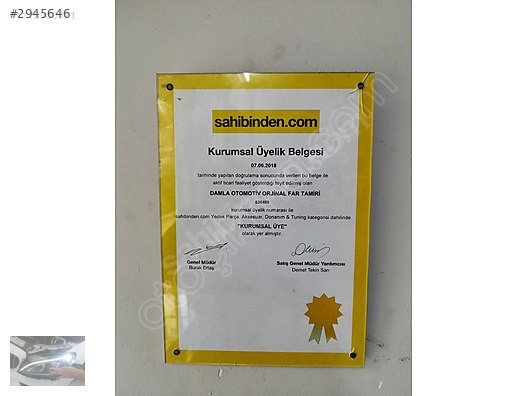 #2945646
sahibinden.com
Kurumsal Üyelik Belgesi
07.06.2018
tarihinde yapılan doğrulama sonucunda verilen bu belge ile
aktif ticari faaliyet gösterdiği teyit edilmiş olan
DAMLA OTOMOTİV ORJİNAL FAR TAMİRİ
kurumsal üyelik numarası ile
sahibinden.com Yedek Parça, Aksesuar, Donanım & Tuning kategorisi dahilinde
"KURUMSAL ÜYE"
olarak yer almıştır.
Genel Müdür
Burak Ertaş
Satış Genel Müdür Yardımcısı
Demet Tekin Sarı